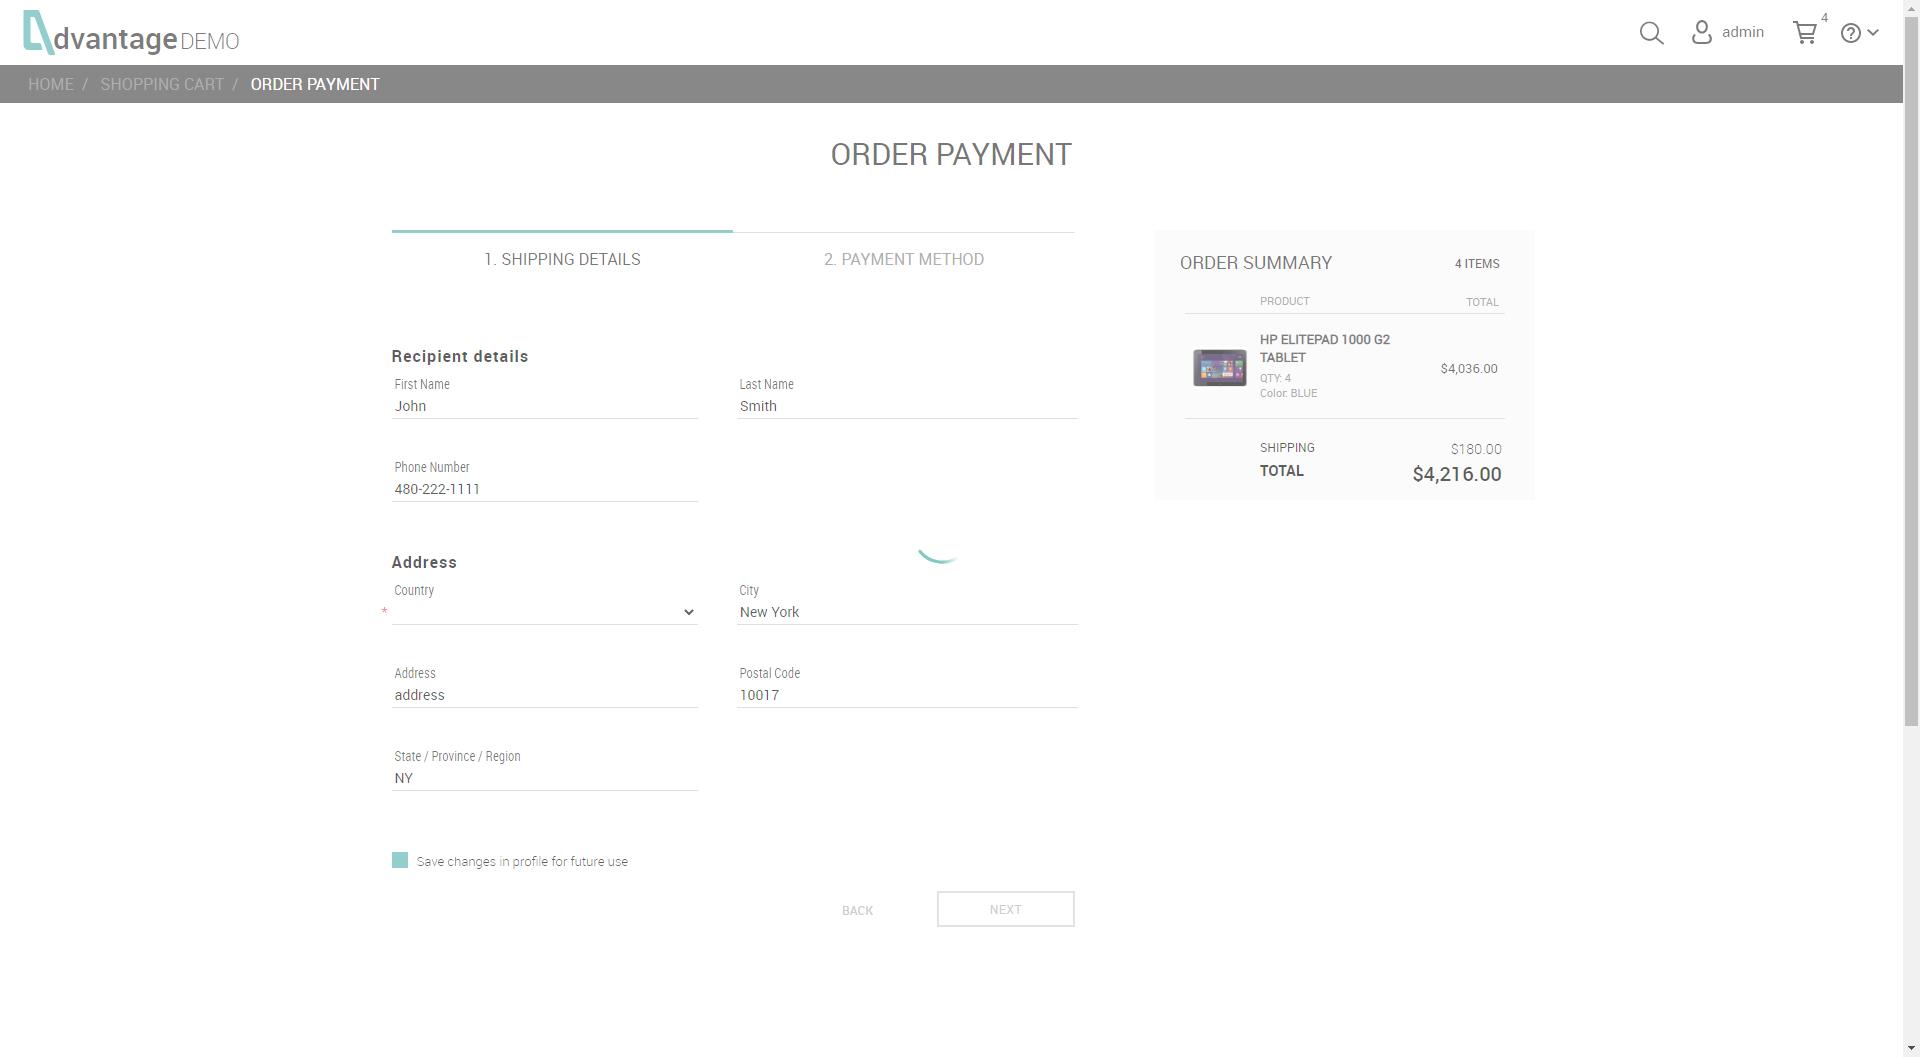 dvantage DEMO
admin
4
HOME / SHOPPING CART / ORDER PAYMENT
ORDER PAYMENT
1. SHIPPING DETAILS
2. PAYMENT METHOD
Recipient details
First Name
John
Last Name
Smith
Phone Number
480-222-1111
Address
Country
*
City
New York
Address
address
Postal Code
10017
State / Province / Region
NY
Save changes in profile for future use
BACK
NEXT
ORDER SUMMARY
4 ITEMS
PRODUCT
TOTAL
HP ELITEPAD 1000 G2
TABLET
QTY: 4
Color: BLUE
$4,036.00
SHIPPING
$180.00
TOTAL
$4,216.00